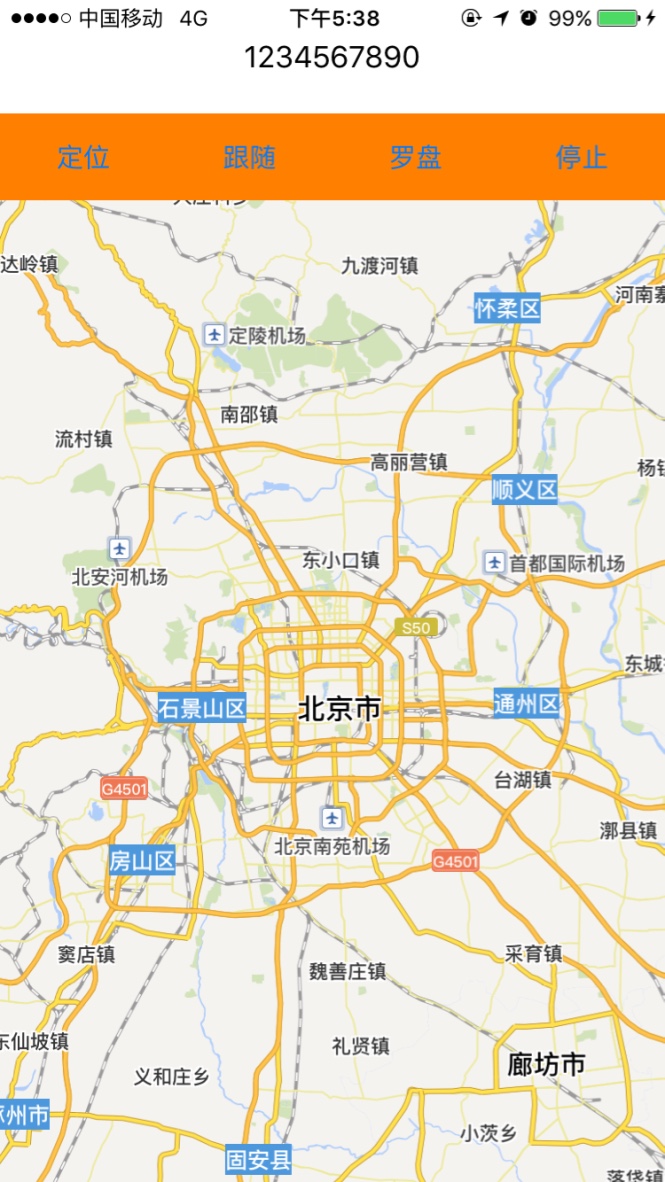 中国移动 4G 下午5:38 99%
1234567890
定位 跟随 罗盘 停止
达岭镇
九渡河镇
怀柔区
河南寨
定陵机场
南邵镇
流村镇
高丽营镇
顺义区
东小口镇
首都国际机场
北安河机场
S50
石景山区
北京市
通州区
台湖镇
G4501
漷县镇
北京南苑机场
房山区
G4501
窦店镇
采育镇
魏善庄镇
东仙坡镇
礼贤镇
廊坊市
义和庄乡
涿州市
小茨乡
固安县
落垡镇